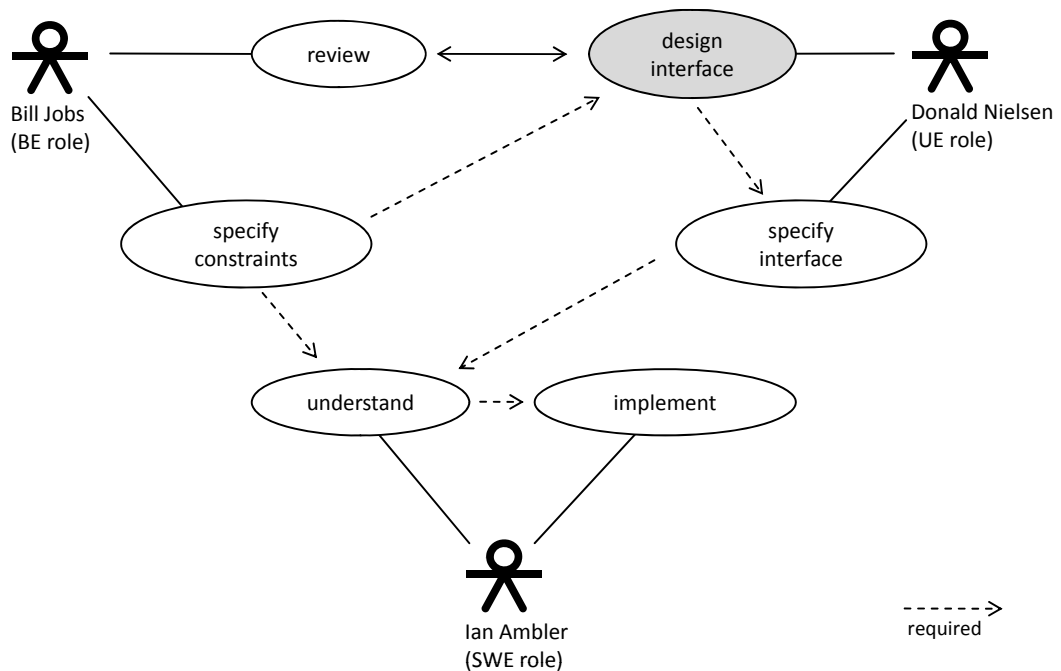 review
design
interface
Bill Jobs
(BE role)
Donald Nielsen
(UE role)
specify
constraints
specify
interface
understand
implement
Ian Ambler
(SWE role)
required